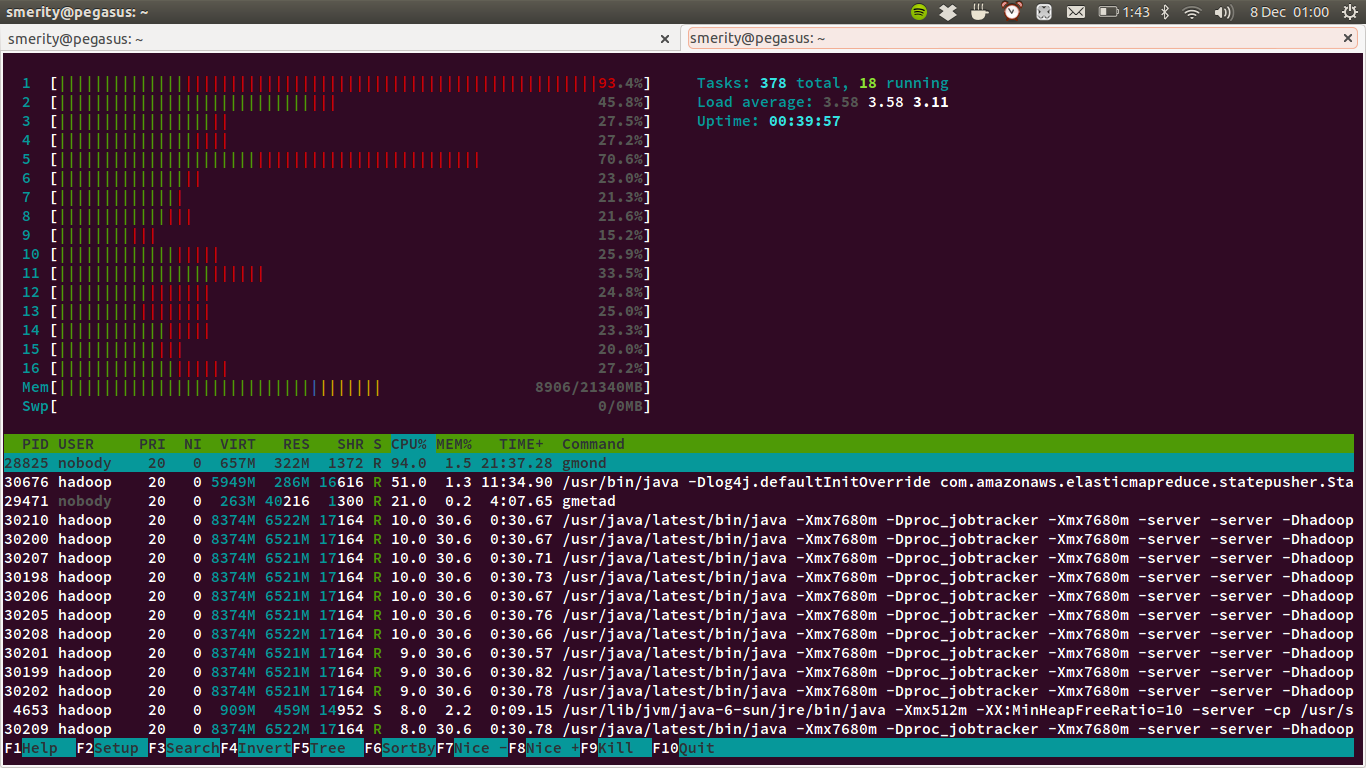 smerity@pegasus: ~ 1:43 8 Dec 01:00
smerity@pegasus: ~ × smerity@pegasus: ~ ×
1 [ 93.4%] Tasks: 378 total, 18 running
2 [ 45.8%] Load average: 3.58 3.58 3.11
3 [ 27.5%] Uptime: 00:39:57
4 [ 27.2%]
5 [ 70.6%]
6 [ 23.0%]
7 [ 21.3%]
8 [ 21.6%]
9 [ 15.2%]
10 [ 25.9%]
11 [ 33.5%]
12 [ 24.8%]
13 [ 25.0%]
14 [ 23.3%]
15 [ 20.0%]
16 [ 27.2%]
Mem[ 8906/21340MB]
Swp[ 0/0MB]
PID USER PRI NI VIRT RES SHR S CPU% MEM% TIME+ Command
28825 nobody 20 0 657M 322M 1372 R 94.0 1.5 21:37.28 gmond
30676 hadoop 20 0 5949M 286M 16616 R 51.0 1.3 11:34.90 /usr/bin/java -Dlog4j.defaultInitOverride com.amazonaws.elasticmapreduce.statepusher.Sta
29471 nobody 20 0 263M 40216 1300 R 21.0 0.2 4:07.65 gmetad
30210 hadoop 20 0 8374M 6522M 17164 R 10.0 30.6 0:30.67 /usr/java/latest/bin/java -Xmx7680m -Dproc_jobtracker -Xmx7680m -server -server -Dhadoop
30200 hadoop 20 0 8374M 6521M 17164 R 10.0 30.6 0:30.67 /usr/java/latest/bin/java -Xmx7680m -Dproc_jobtracker -Xmx7680m -server -server -Dhadoop
30207 hadoop 20 0 8374M 6521M 17164 R 10.0 30.6 0:30.71 /usr/java/latest/bin/java -Xmx7680m -Dproc_jobtracker -Xmx7680m -server -server -Dhadoop
30198 hadoop 20 0 8374M 6521M 17164 R 10.0 30.6 0:30.73 /usr/java/latest/bin/java -Xmx7680m -Dproc_jobtracker -Xmx7680m -server -server -Dhadoop
30206 hadoop 20 0 8374M 6521M 17164 R 10.0 30.6 0:30.67 /usr/java/latest/bin/java -Xmx7680m -Dproc_jobtracker -Xmx7680m -server -server -Dhadoop
30205 hadoop 20 0 8374M 6521M 17164 R 10.0 30.6 0:30.76 /usr/java/latest/bin/java -Xmx7680m -Dproc_jobtracker -Xmx7680m -server -server -Dhadoop
30208 hadoop 20 0 8374M 6522M 17164 R 10.0 30.6 0:30.66 /usr/java/latest/bin/java -Xmx7680m -Dproc_jobtracker -Xmx7680m -server -server -Dhadoop
30201 hadoop 20 0 8374M 6521M 17164 R 9.0 30.6 0:30.57 /usr/java/latest/bin/java -Xmx7680m -Dproc_jobtracker -Xmx7680m -server -server -Dhadoop
30199 hadoop 20 0 8374M 6522M 17164 R 9.0 30.6 0:30.82 /usr/java/latest/bin/java -Xmx7680m -Dproc_jobtracker -Xmx7680m -server -server -Dhadoop
30202 hadoop 20 0 8374M 6521M 17164 R 9.0 30.6 0:30.78 /usr/java/latest/bin/java -Xmx7680m -Dproc_jobtracker -Xmx7680m -server -server -Dhadoop
4653 hadoop 20 0 909M 459M 14952 S 8.0 2.2 0:09.15 /usr/lib/jvm/java-6-sun/jre/bin/java -Xmx512m -XX:MinHeapFreeRatio=10 -server -cp /usr/s
30209 hadoop 20 0 8374M 6522M 17164 R 8.0 30.6 0:30.78 /usr/java/latest/bin/java -Xmx7680m -Dproc_jobtracker -Xmx7680m -server -server -Dhadoop
F1Help F2Setup F3SearchF4InvertF5Tree F6SortByF7Nice -F8Nice +F9Kill F10Quit